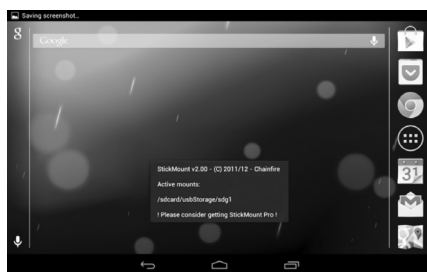 Saving screenshot...
8
Google
StickMount v2.00 - (C) 2011/12 - Chainfire
Active mounts:
/sdcard/usbStorage/sdg1
! Please consider getting StickMount Pro !
31